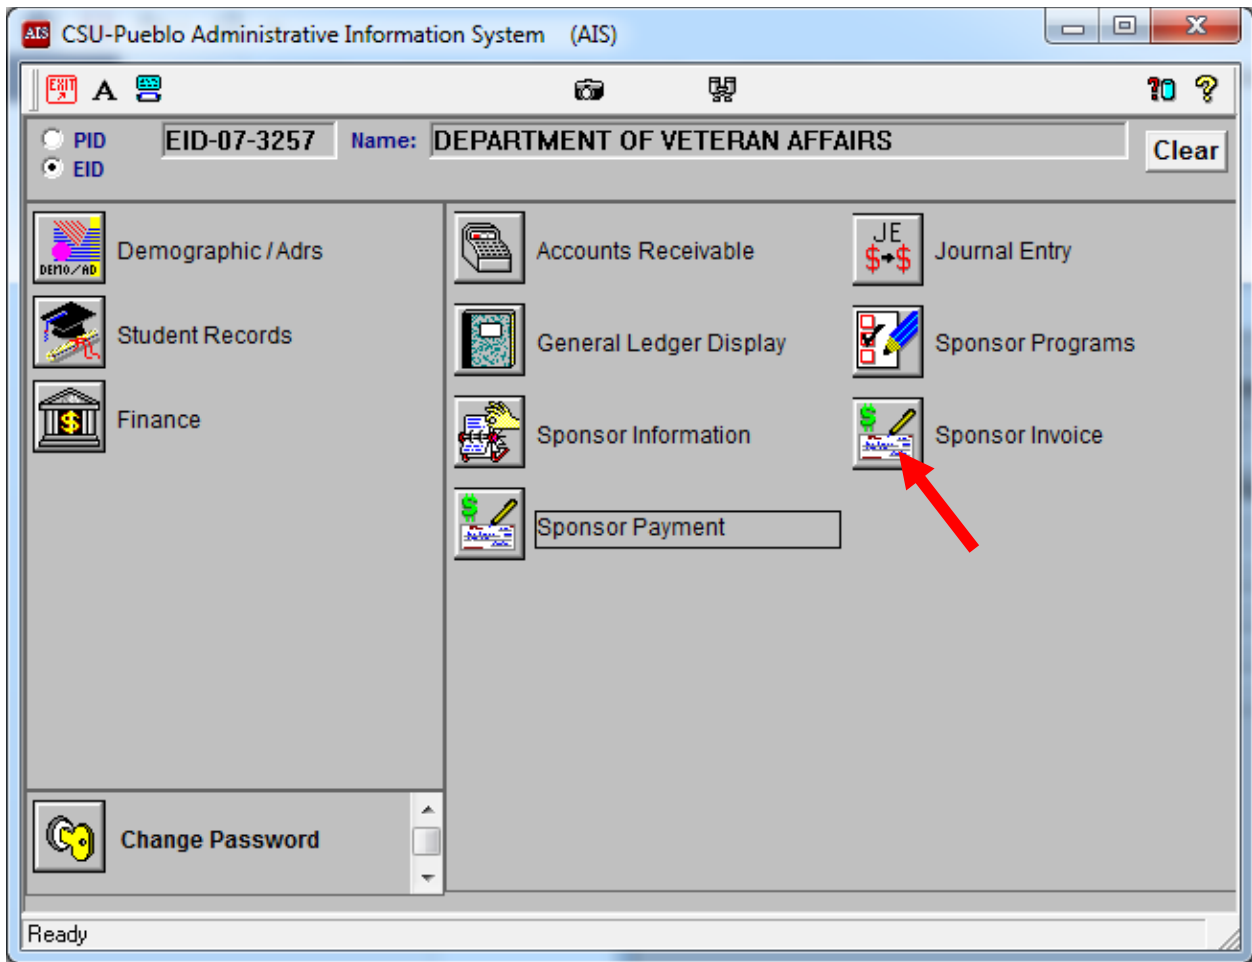 AIS CSU-Pueblo Administrative Information System (AIS)
EXIT A
PID EID-07-3257 Name: DEPARTMENT OF VETERAN AFFAIRS Clear
EID
DEMO/AD Demographic / Adrs
Student Records
Finance
Accounts Receivable
JE $→$ Journal Entry
General Ledger Display
Sponsor Programs
Sponsor Information
Sponsor Invoice
Sponsor Payment
Change Password
Ready